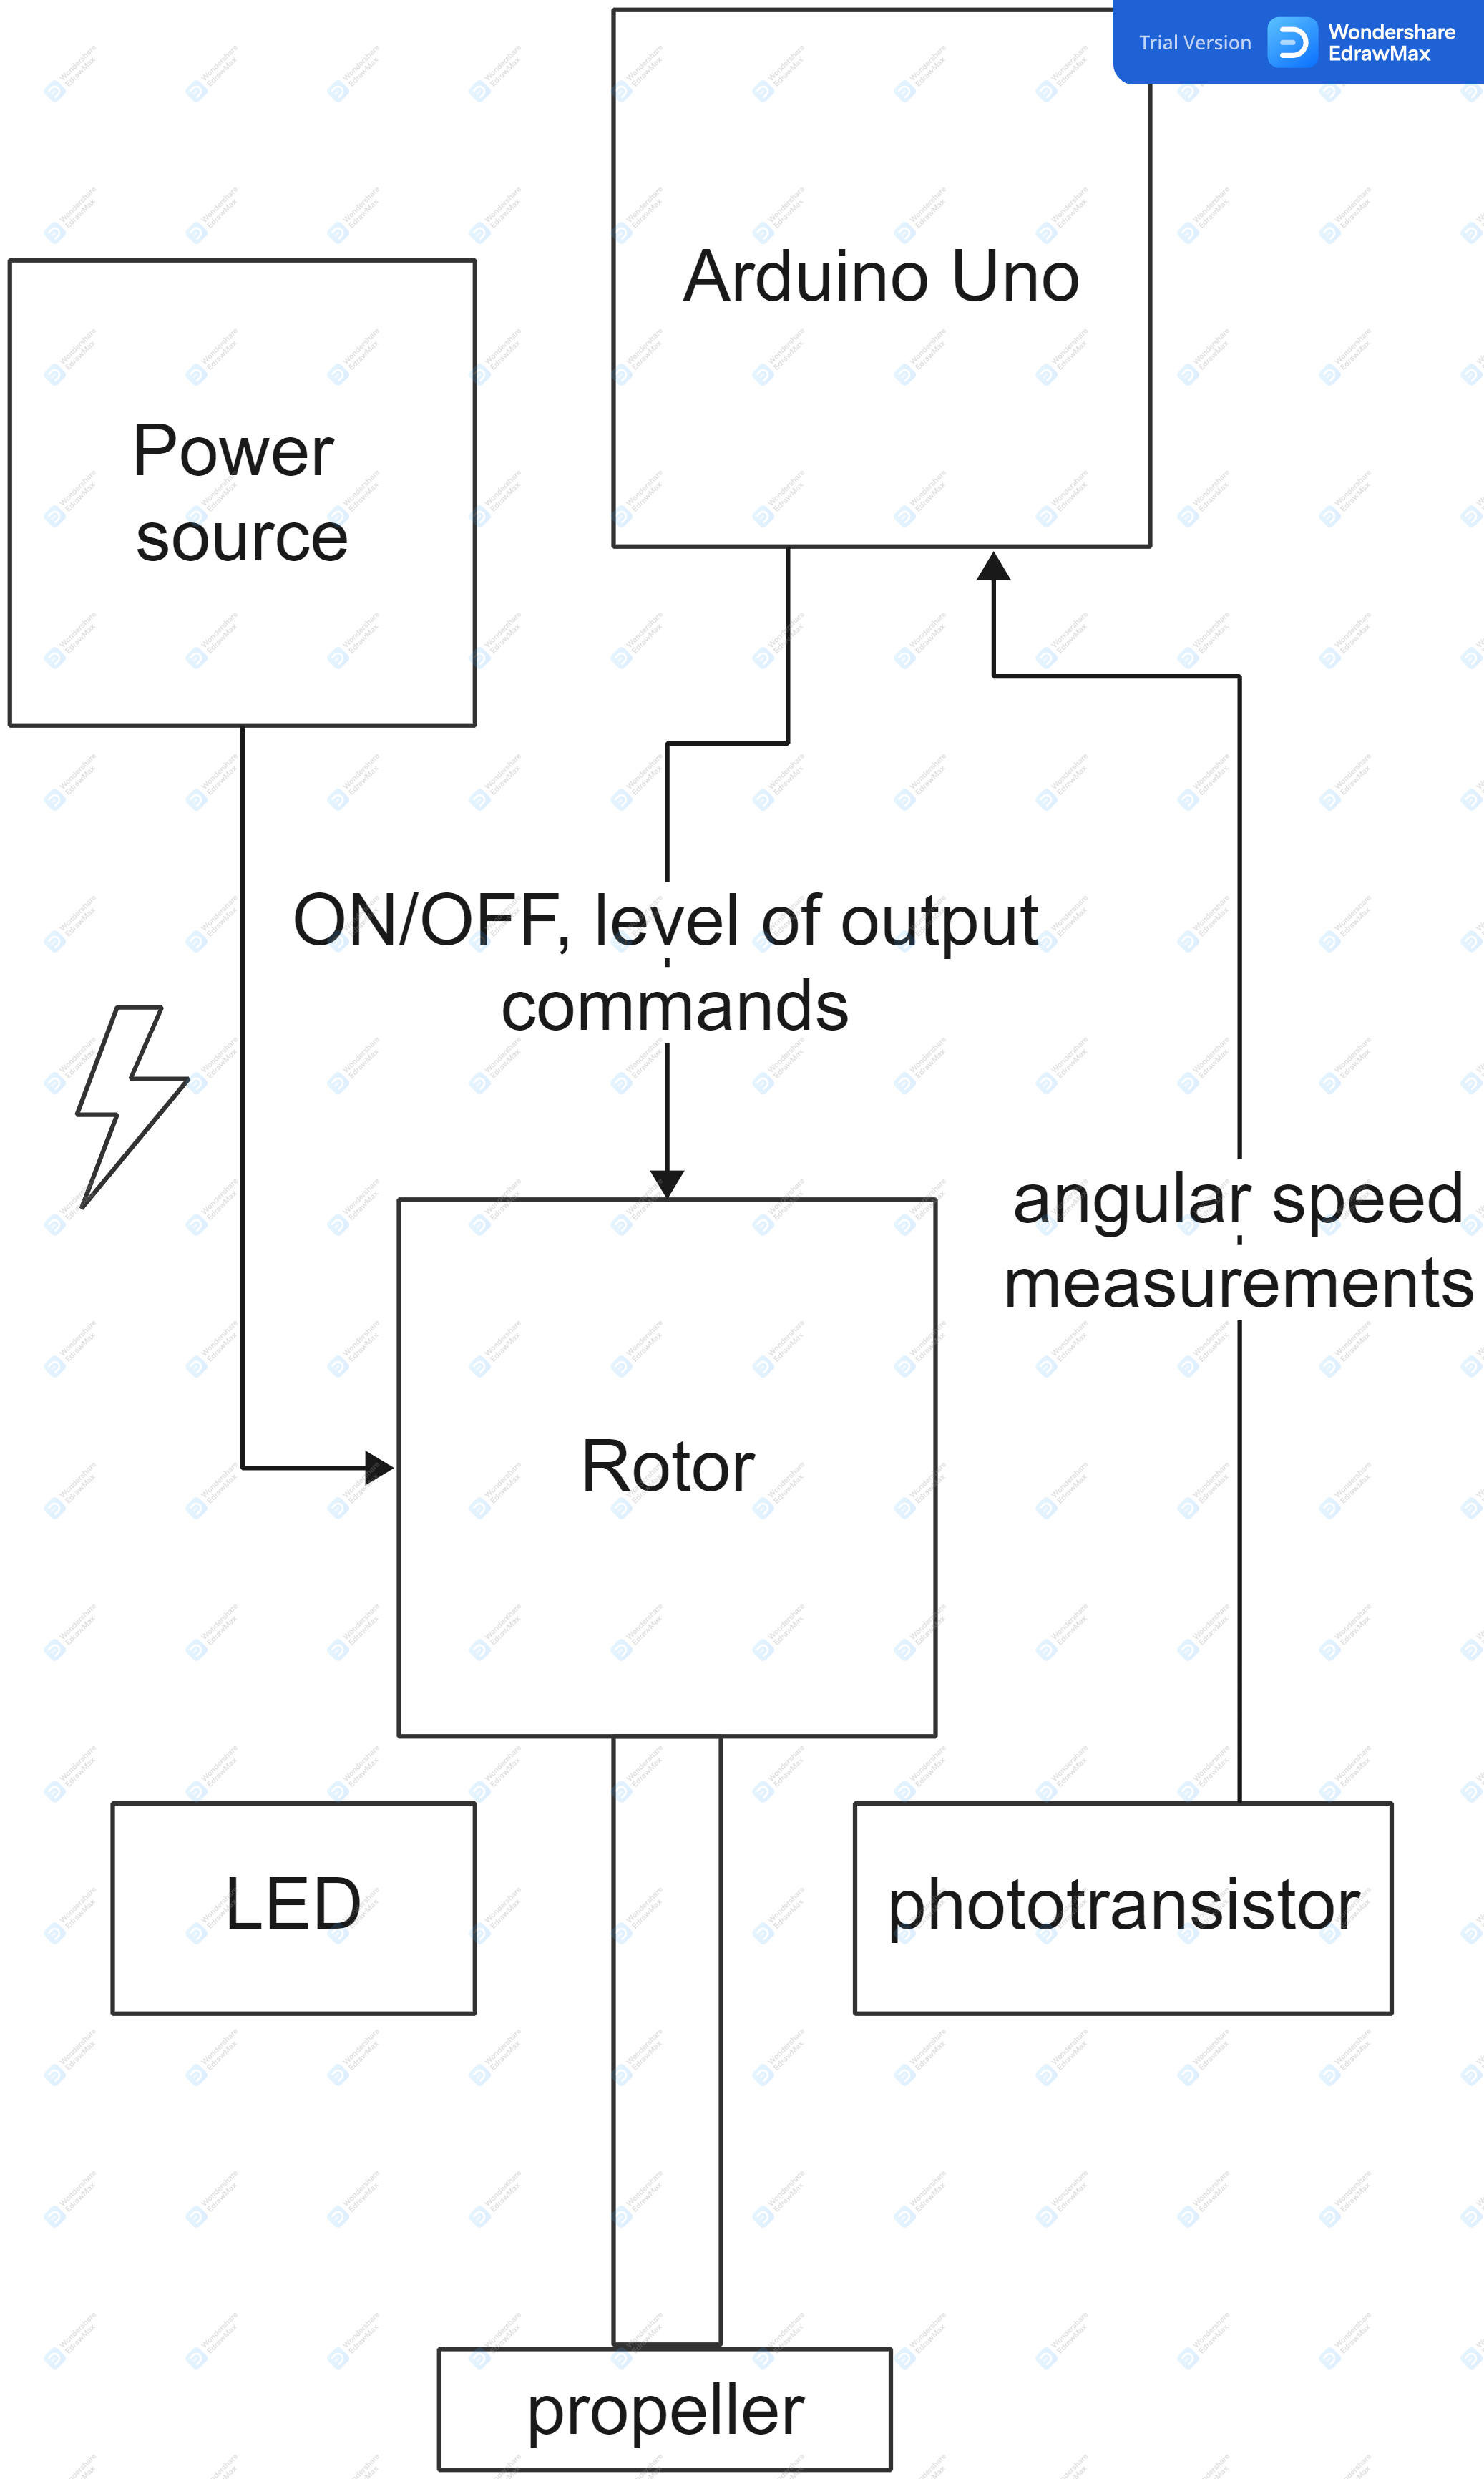 Trial Version
Wondershare
EdrawMax
Arduino Uno
Power
source
ON/OFF, level of output
commands
angular speed
measurements
Rotor
LED
phototransistor
propeller